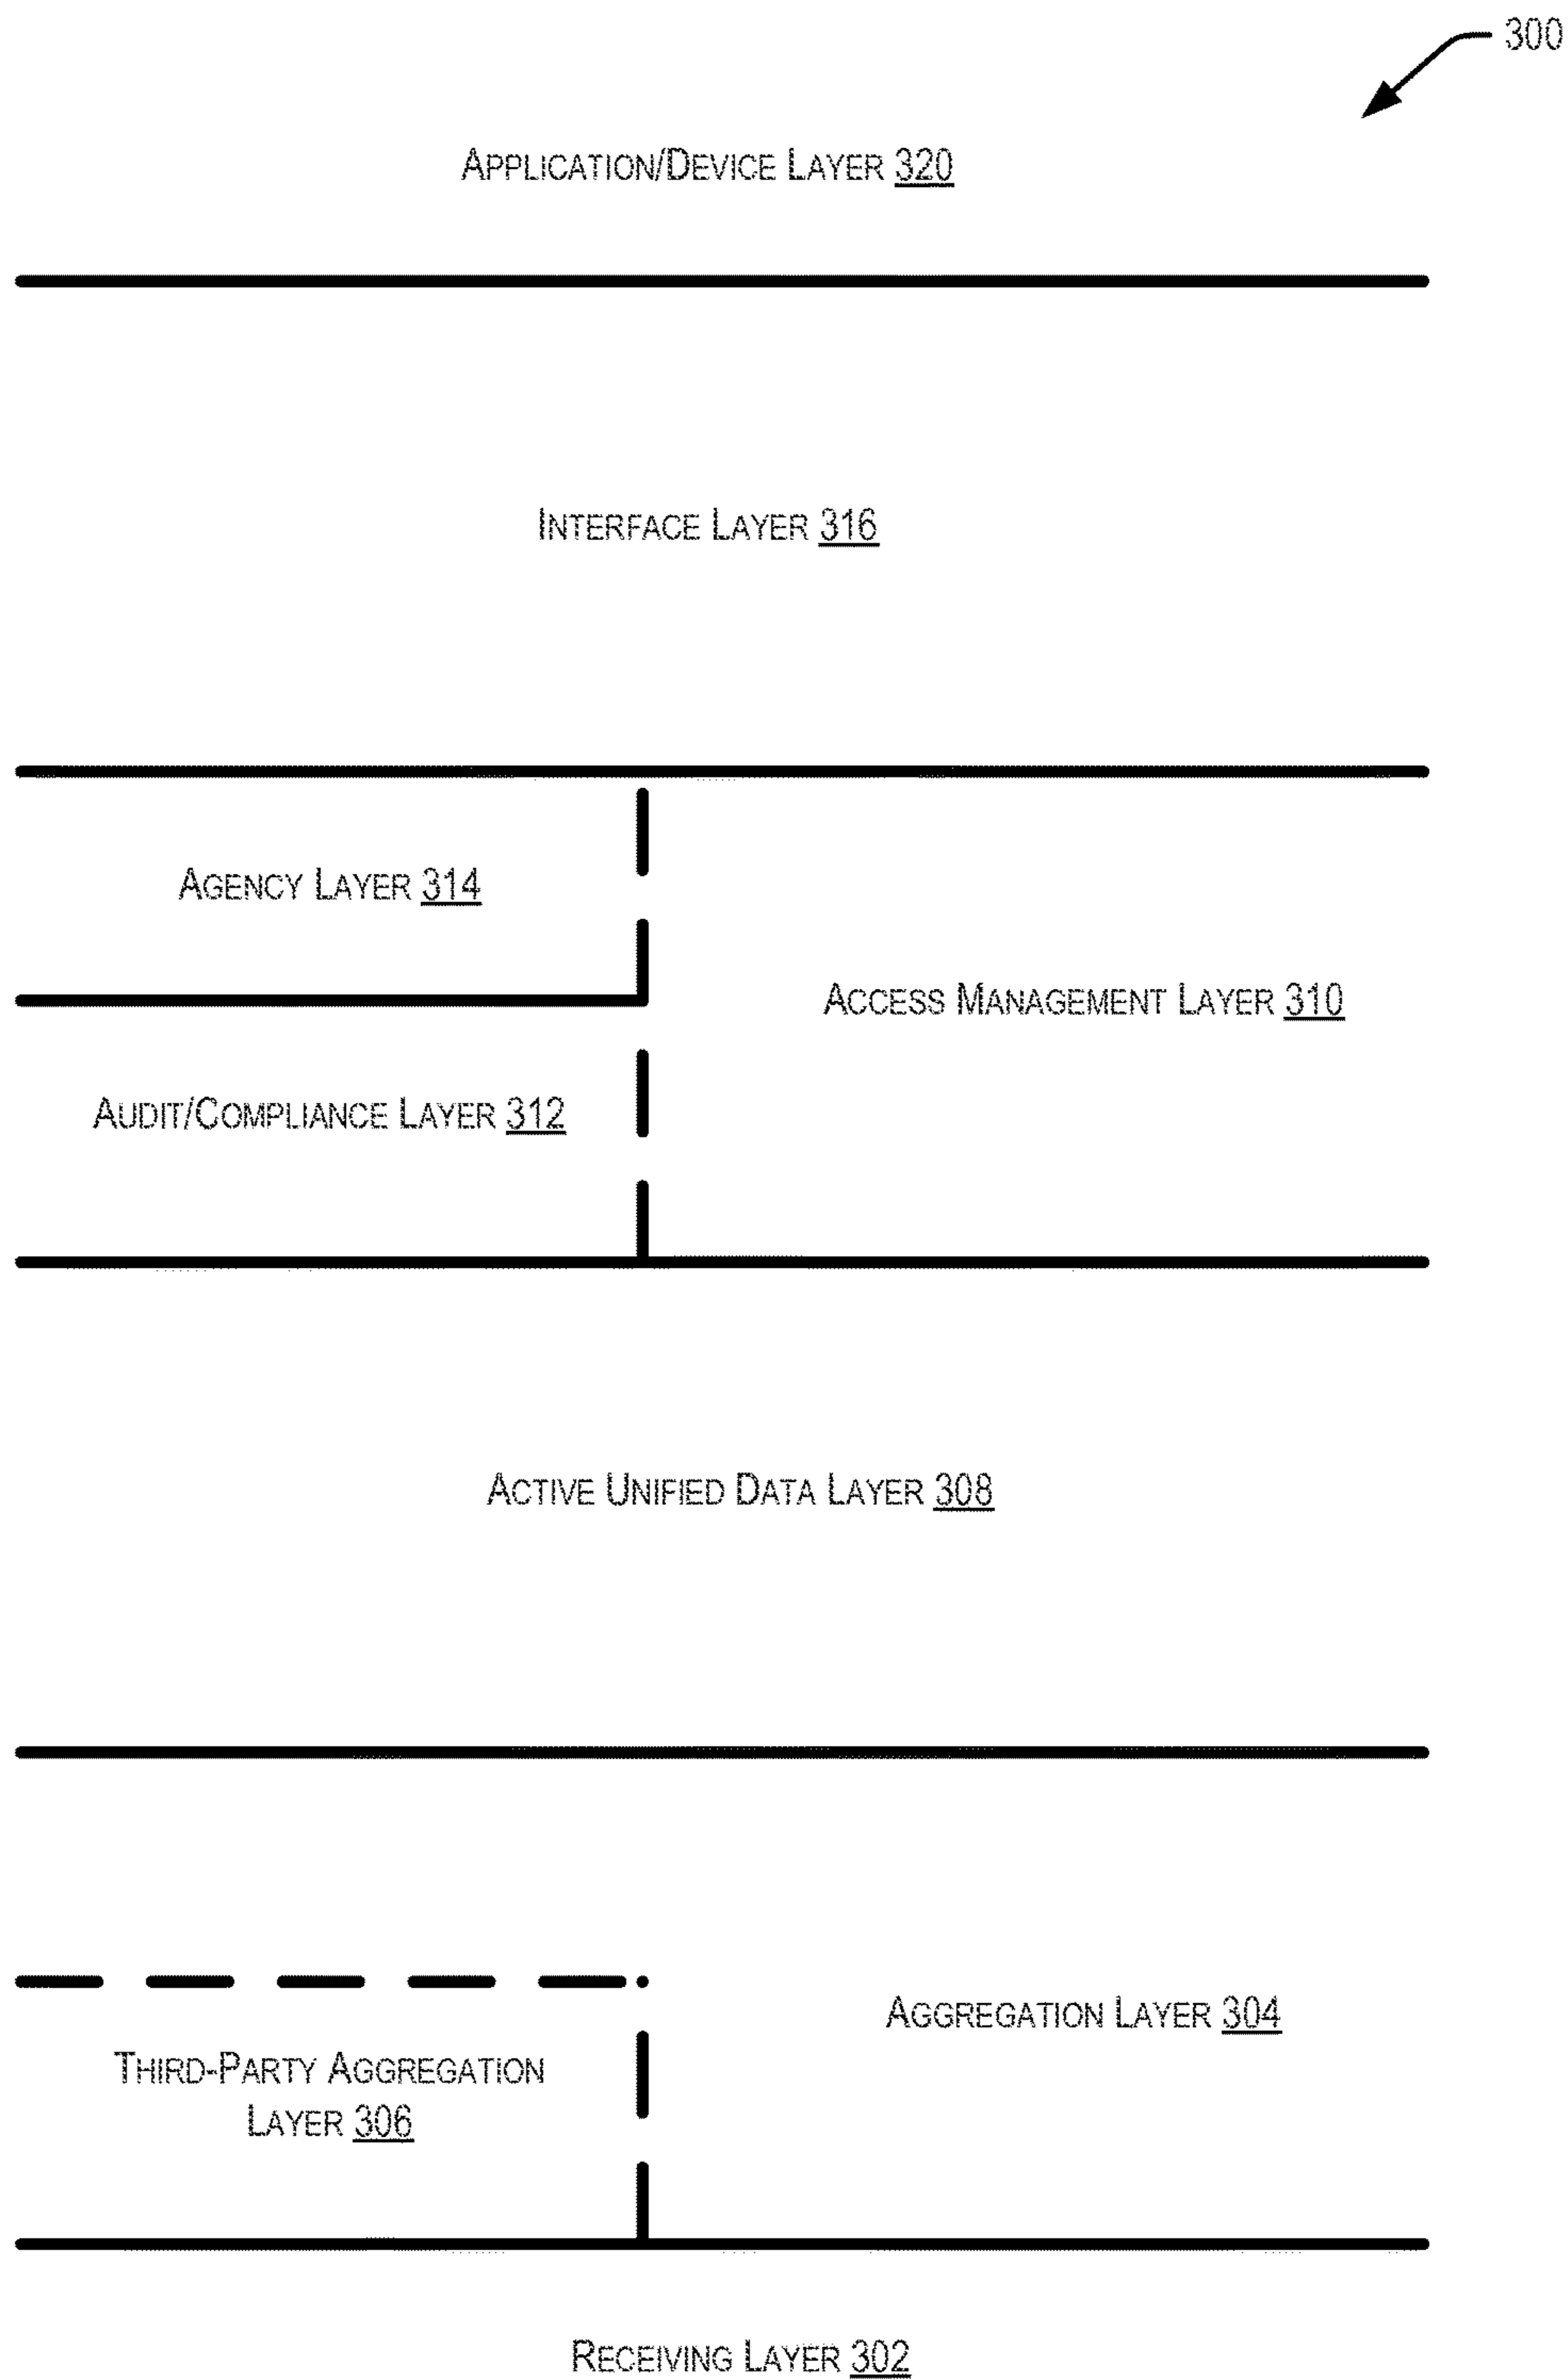 300
APPLICATION/DEVICE LAYER 320
INTERFACE LAYER 316
AGENCY LAYER 314
ACCESS MANAGEMENT LAYER 310
AUDIT/COMPLIANCE LAYER 312
ACTIVE UNIFIED DATA LAYER 308
AGGREGATION LAYER 304
THIRD-PARTY AGGREGATION
LAYER 306
RECEIVING LAYER 302